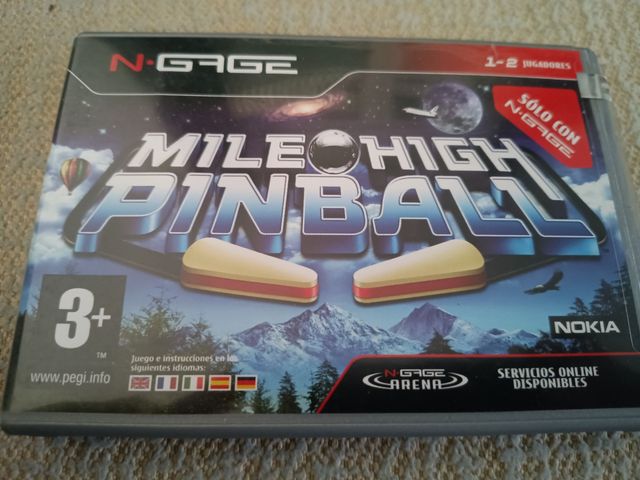 N·GAGE
1-2 JUGADORES
SÓLO CON
N·GAGE
MILE HIGH
PINBALL
3+
™
www.pegi.info
Juego e instrucciones en los
siguientes idiomas:
NOKIA
N·GAGE
ARENA
SERVICIOS ONLINE
DISPONIBLES